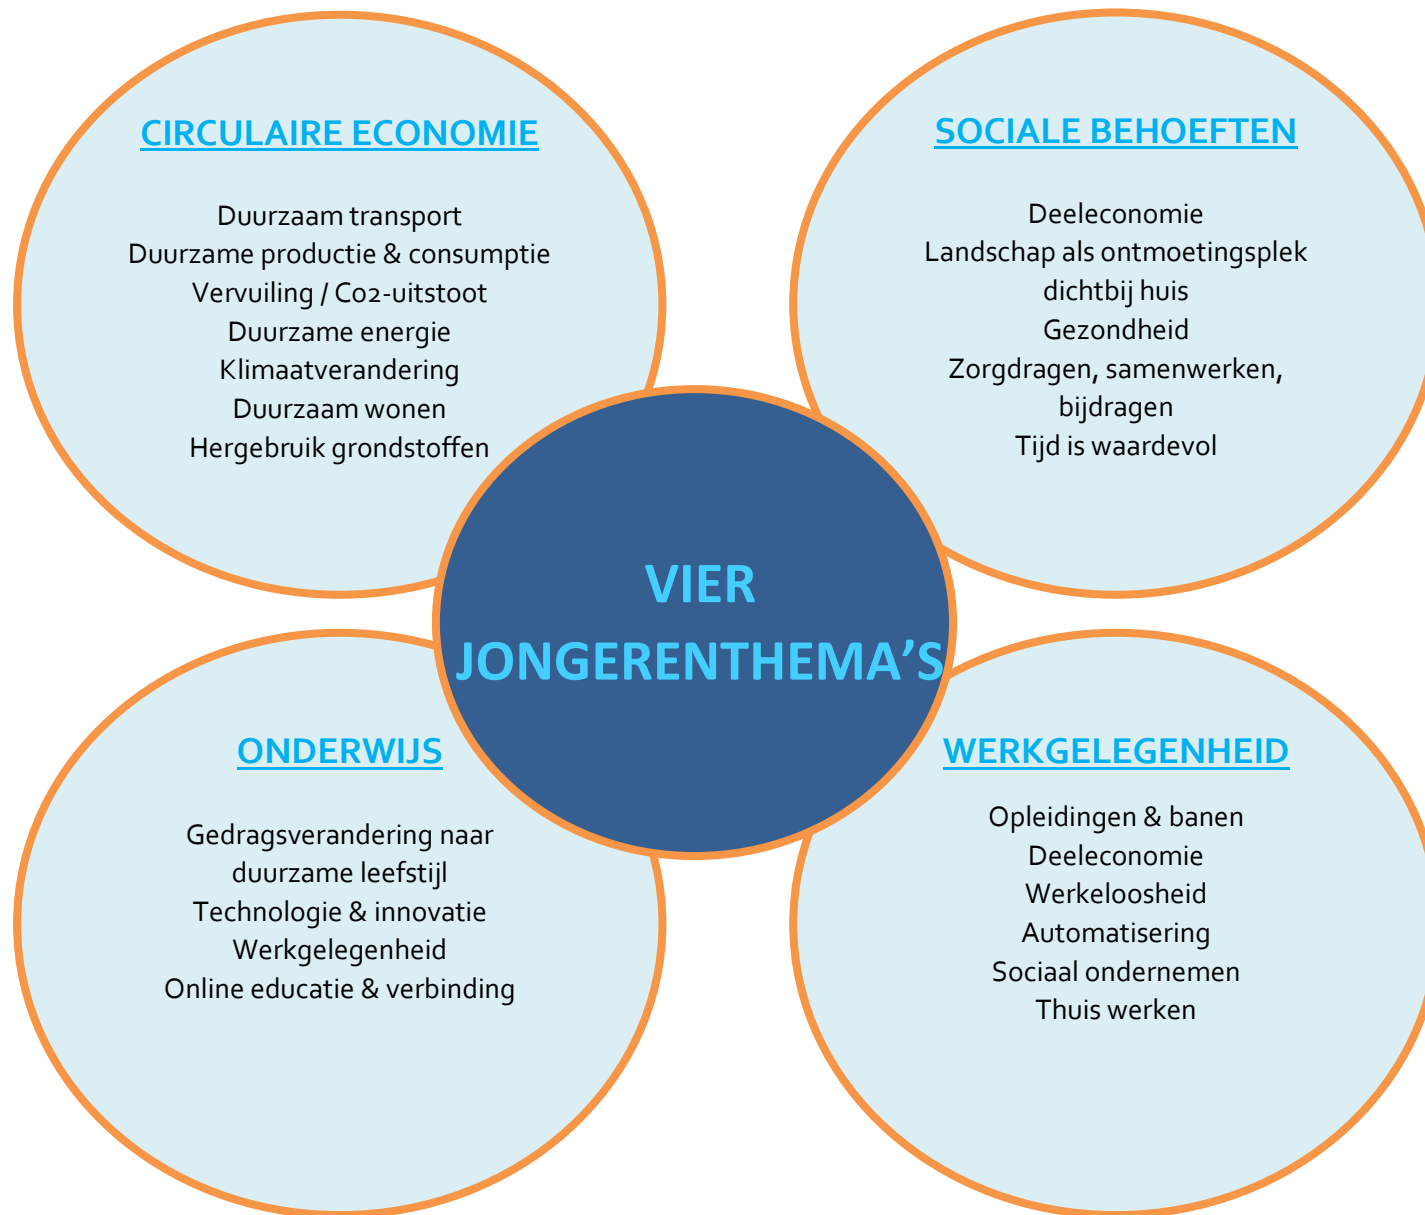 CIRCULAIRE ECONOMIE
Duurzaam transport
Duurzame productie & consumptie
Vervuiling / Co2-uitstoot
Duurzame energie
Klimaatverandering
Duurzaam wonen
Hergebruik grondstoffen
SOCIALE BEHOEFTEN
Deeleconomie
Landschap als ontmoetingsplek
dichtbij huis
Gezondheid
Zorgdragen, samenwerken,
bijdragen
Tijd is waardevol
VIER
JONGERENTHEMA’S
ONDERWIJS
Gedragsverandering naar
duurzame leefstijl
Technologie & innovatie
Werkgelegenheid
Online educatie & verbinding
WERKGELEGENHEID
Opleidingen & banen
Deeleconomie
Werkeloosheid
Automatisering
Sociaal ondernemen
Thuis werken